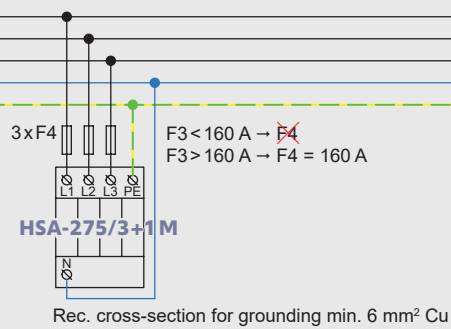 3xF4
F3 < 160 A → F4
F3 > 160 A → F4 = 160 A
L1 L2 L3 PE
HSA-275/3+1 M
N
Rec. cross-section for grounding min. 6 mm² Cu